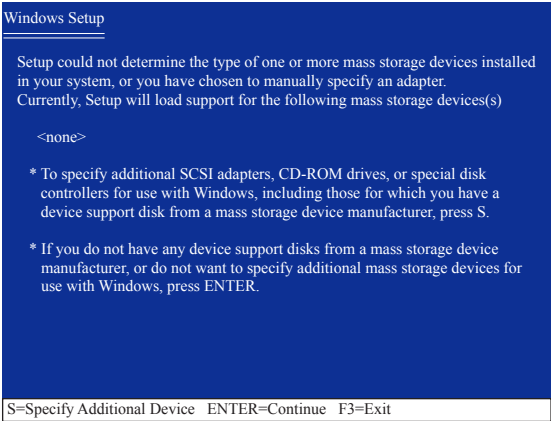 Windows Setup
Setup could not determine the type of one or more mass storage devices installed
in your system, or you have chosen to manually specify an adapter.
Currently, Setup will load support for the following mass storage devices(s)
<none>
* To specify additional SCSI adapters, CD-ROM drives, or special disk
controllers for use with Windows, including those for which you have a
device support disk from a mass storage device manufacturer, press S.
* If you do not have any device support disks from a mass storage device
manufacturer, or do not want to specify additional mass storage devices for
use with Windows, press ENTER.
S=Specify Additional Device ENTER=Continue F3=Exit